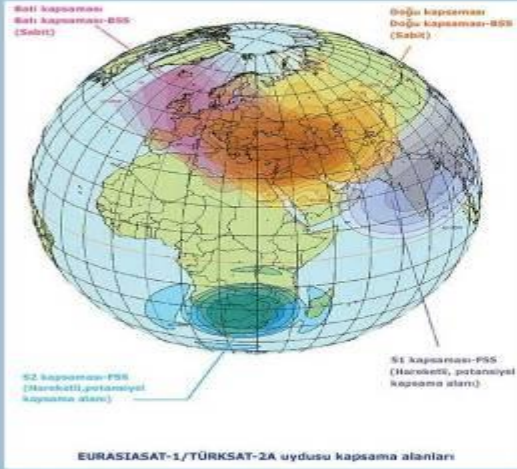 Batı kapsaması
Batı kapsaması-BSS
(Sabit)
Doğu kapsaması
Doğu kapsaması-BSS
(Sabit)
S1 kapsaması-FSS
(Hareketli, potansiyel
kapsama alanı)
S2 kapsaması-FSS
(Hareketli,potansiyel
kapsama alanı)
EURASIASAT-1/TÜRKSAT-2A uydusu kapsama alanları